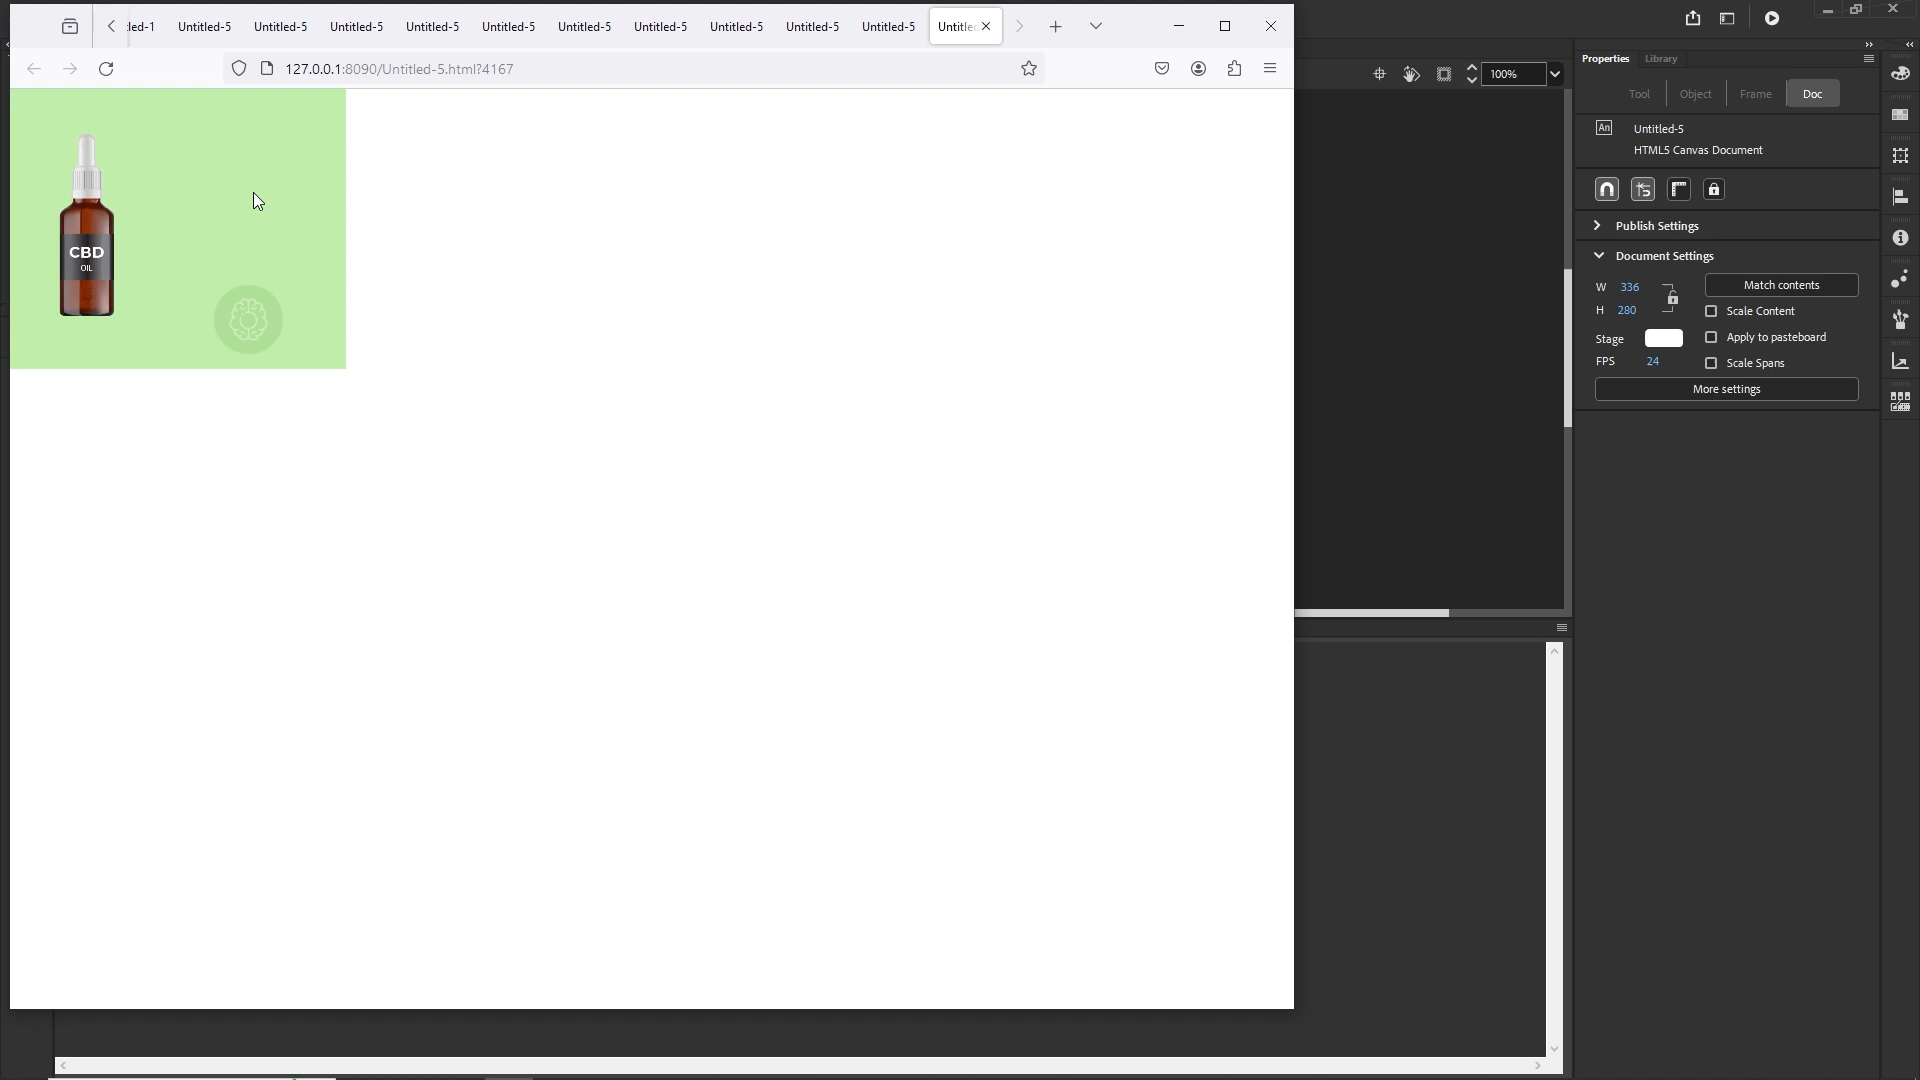 led-1 Untitled-5 Untitled-5 Untitled-5 Untitled-5 Untitled-5 Untitled-5 Untitled-5 Untitled-5 Untitled-5 Untitled-5 Untitle
127.0.0.1:8090/Untitled-5.html?4167
CBD
OIL
100%
Properties Library
Tool Object Frame Doc
An Untitled-5
HTML5 Canvas Document
Publish Settings
Document Settings
W 336 Match contents
H 280 Scale Content
Stage Apply to pasteboard
FPS 24 Scale Spans
More settings